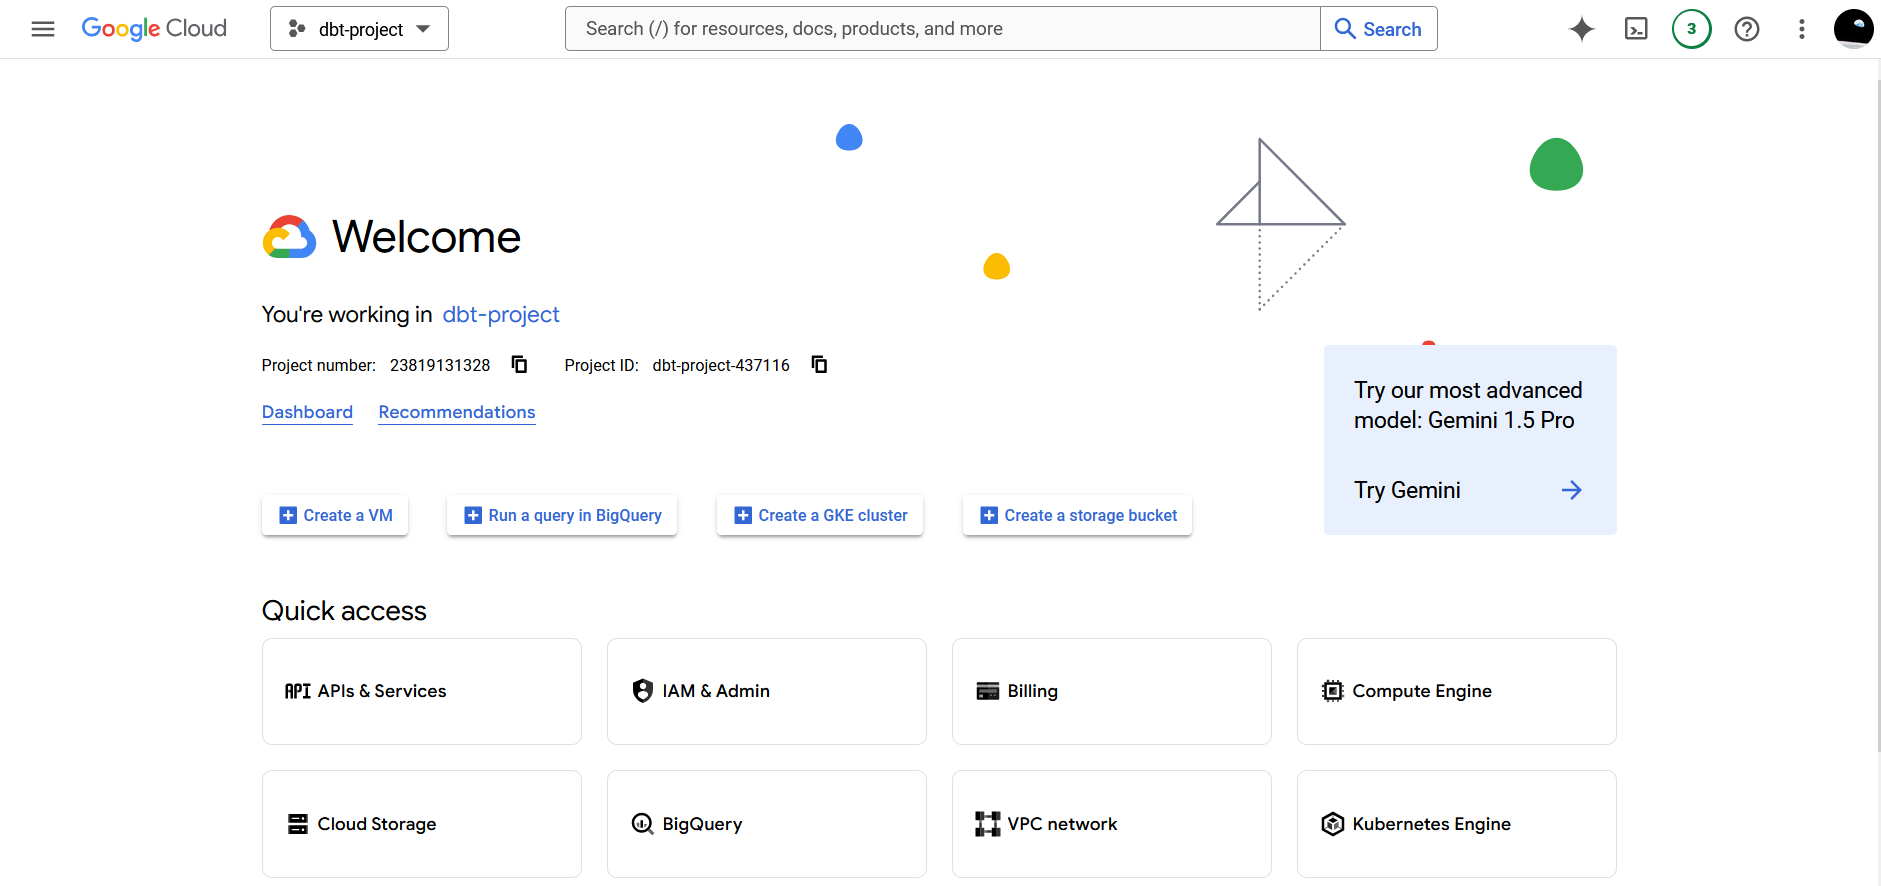 Google Cloud
dbt-project
Search (/) for resources, docs, products, and more
Search
3
Welcome
You're working in dbt-project
Project number: 23819131328
Project ID: dbt-project-437116
Dashboard
Recommendations
Try our most advanced
model: Gemini 1.5 Pro
Try Gemini
Create a VM
Run a query in BigQuery
Create a GKE cluster
Create a storage bucket
Quick access
API APIs & Services
IAM & Admin
Billing
Compute Engine
Cloud Storage
BigQuery
VPC network
Kubernetes Engine